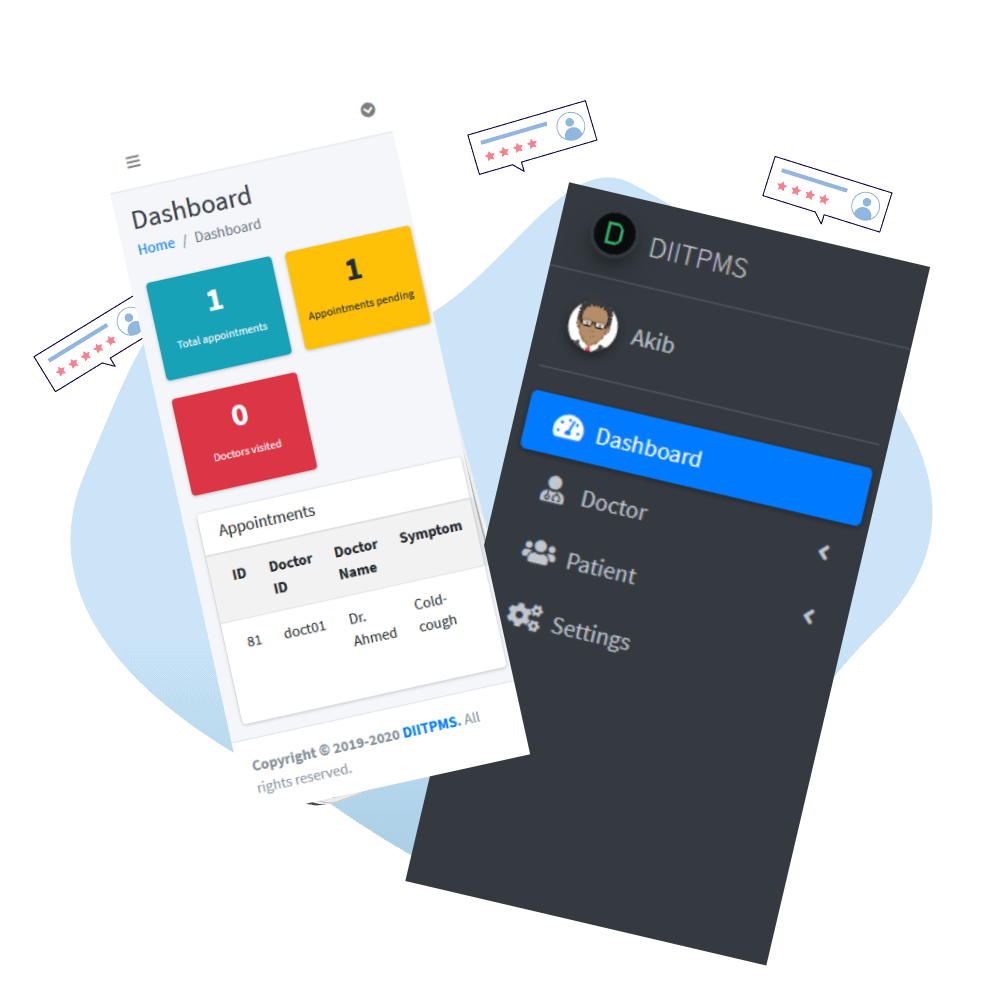 Dashboard
Home / Dashboard
1
Total appointments
1
Appointments pending
0
Doctors visited
Appointments
ID Doctor ID Doctor Name Symptom
81 doct01 Dr. Ahmed Cold-cough
Copyright © 2019-2020 DIITPMS. All
rights reserved.
D DIITPMS
Akib
Dashboard
Doctor
Patient
Settings